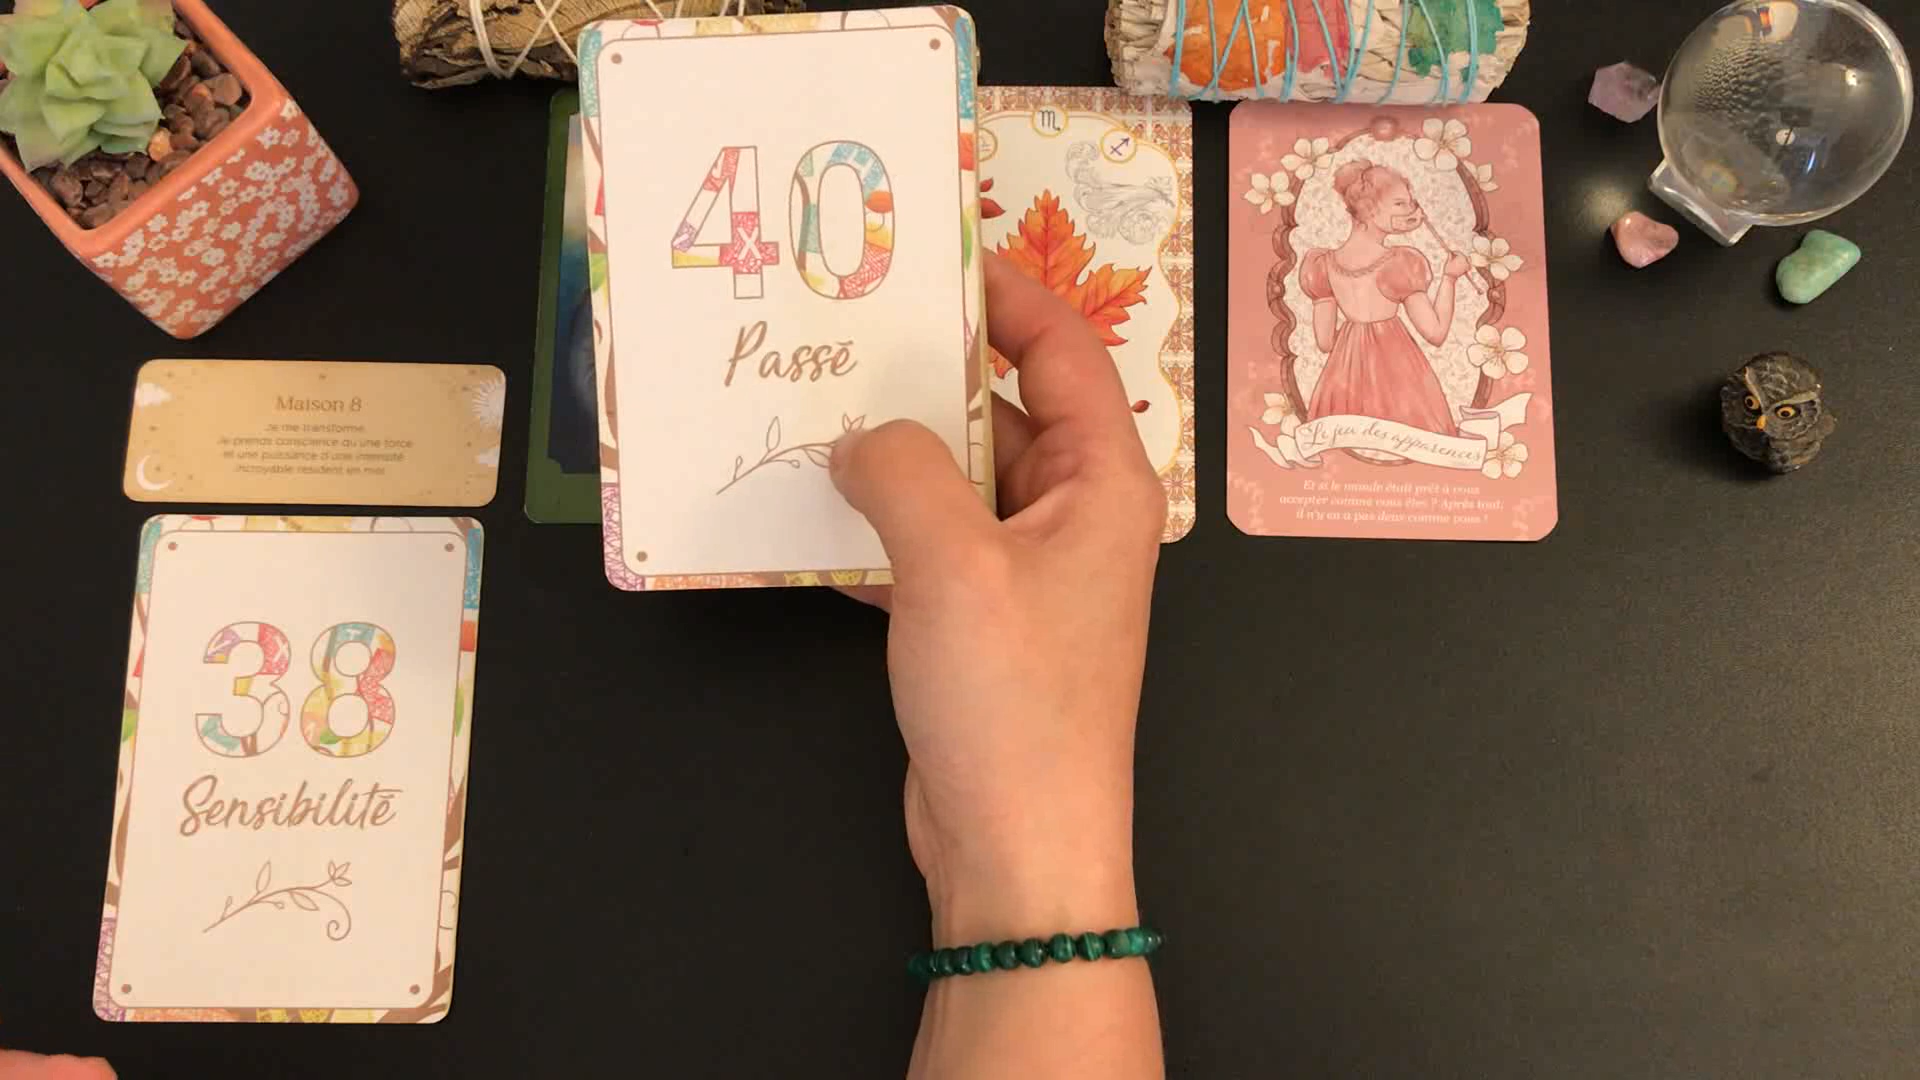 40
Passé
Maison 8
Je me transforme.
Je prends conscience qu'une force
et une puissance d'une intensité
incroyable résident en moi
38
Sensibilité
Le jeu des apparences
Et si le monde était prêt à vous
accepter comme vous êtes ? Après tout,
il n'y en a pas deux comme vous !